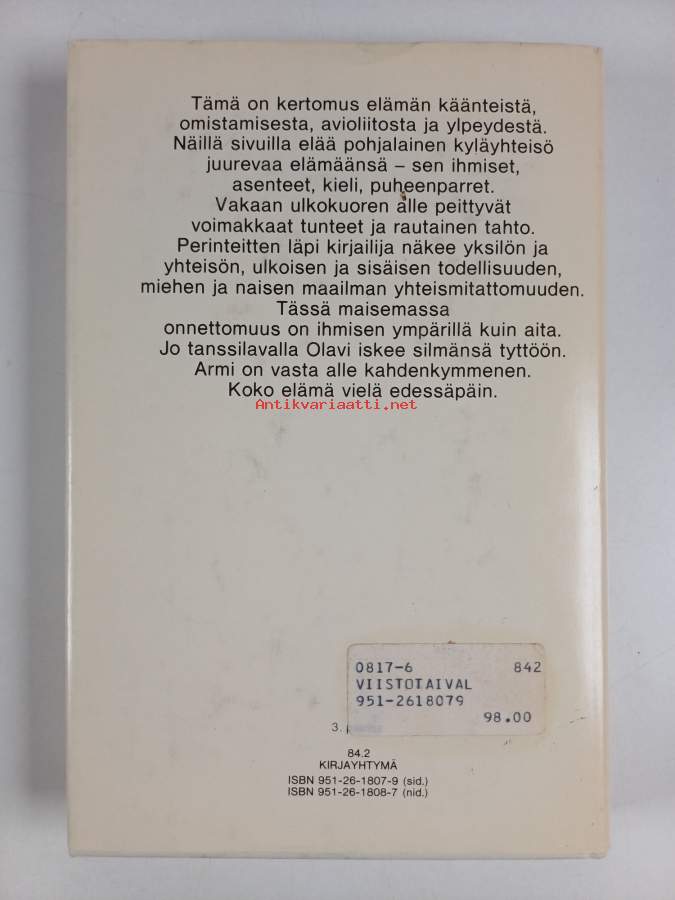 Tämä on kertomus elämän käänteistä,
omistamisesta, avioliitosta ja ylpeydestä.
Näillä sivuilla elää pohjalainen kyläyhteisö
juurevaa elämäänsä – sen ihmiset,
asenteet, kieli, puheenparret.
Vakaan ulkokuoren alle peittyvät
voimakkaat tunteet ja rautainen tahto.
Perinteitten läpi kirjailija näkee yksilön ja
yhteisön, ulkoisen ja sisäisen todellisuuden,
miehen ja naisen maailman yhteismitattomuuden.
Tässä maisemassa
onnettomuus on ihmisen ympärillä kuin aita.
Jo tanssilavalla Olavi iskee silmänsä tyttöön.
Armi on vasta alle kahdenkymmenen.
Koko elämä vielä edessäpäin.
Antikvariaatti.net
0817-6 842
VIISTOTAIVAL
951-2618079
98.00
3.
84.2
KIRJAYHTYMÄ
ISBN 951-26-1807-9 (sid.)
ISBN 951-26-1808-7 (nid.)